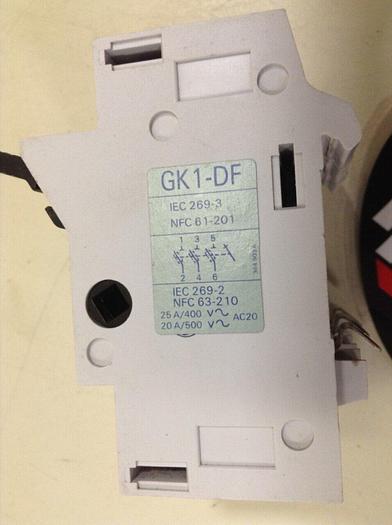 GK1-DF
IEC 269-3
NFC 61-201
1 3 5
2 4 6
IEC 269-2
NFC 63-210
25 A/400 V~ AC20
20 A/500 V~